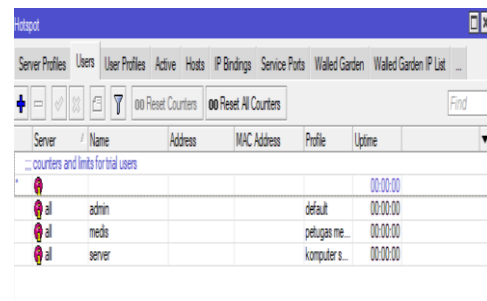 Hotspot
Server Profiles Users User Profiles Active Hosts IP Bindings Service Ports Walled Garden Walled Garden IP List ...
00 Reset Counters 00 Reset All Counters Find
Server Name Address MAC Address Profile Uptime
::: counters and limits for trial users
* 00:00:00
all admin default 00:00:00
all medis petugas me... 00:00:00
all server komputer s... 00:00:00